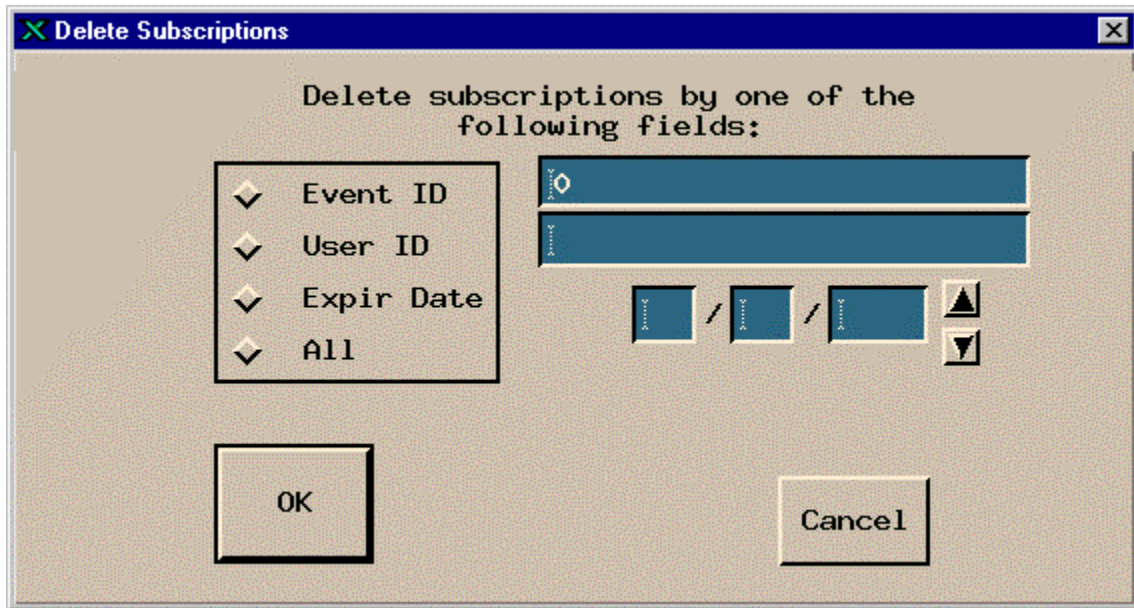 Delete Subscriptions
Delete subscriptions by one of the
following fields:
Event ID
0
User ID
Expir Date
/ /
All
OK
Cancel